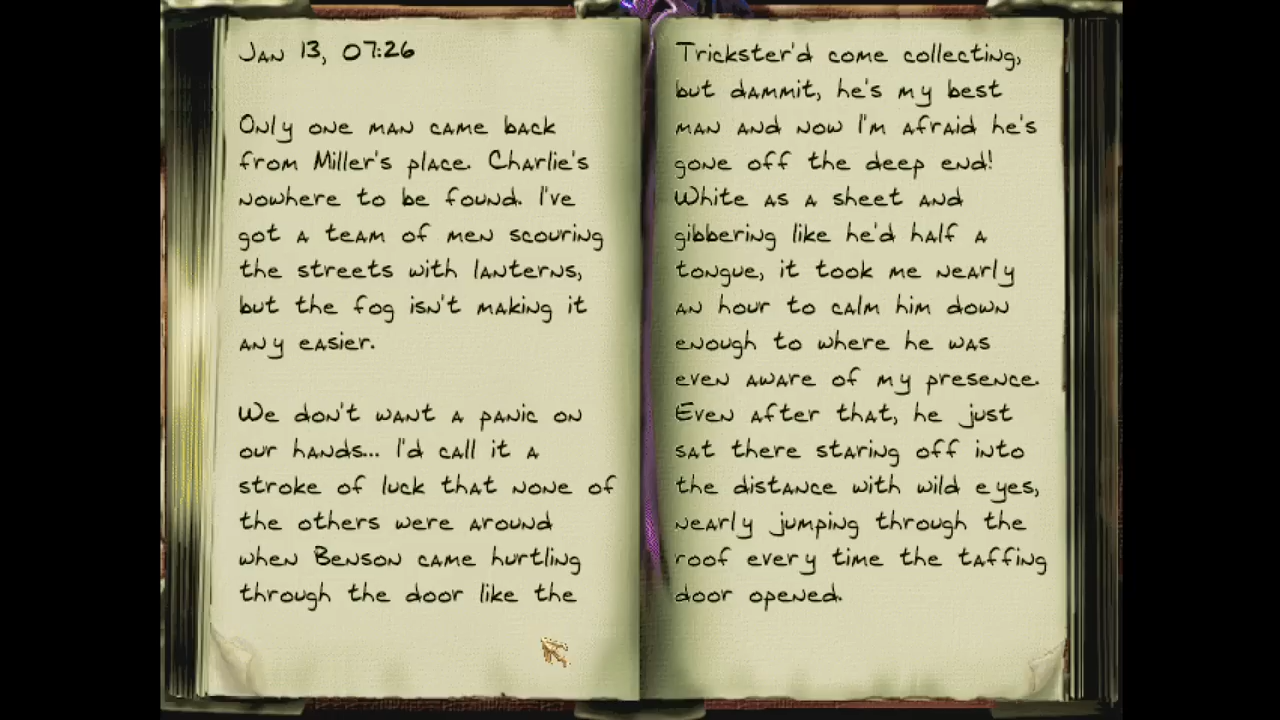 Jan 13, 07:26
Only one man came back
from Miller's place. Charlie's
nowhere to be found. I've
got a team of men scouring
the streets with lanterns,
but the fog isn't making it
any easier.
We don't want a panic on
our hands... I'd call it a
stroke of luck that none of
the others were around
when Benson came hurtling
through the door like the
Trickster'd come collecting,
but dammit, he's my best
man and now I'm afraid he's
gone off the deep end!
White as a sheet and
gibbering like he'd half a
tongue, it took me nearly
an hour to calm him down
enough to where he was
even aware of my presence.
Even after that, he just
sat there staring off into
the distance with wild eyes,
nearly jumping through the
roof every time the taffing
door opened.